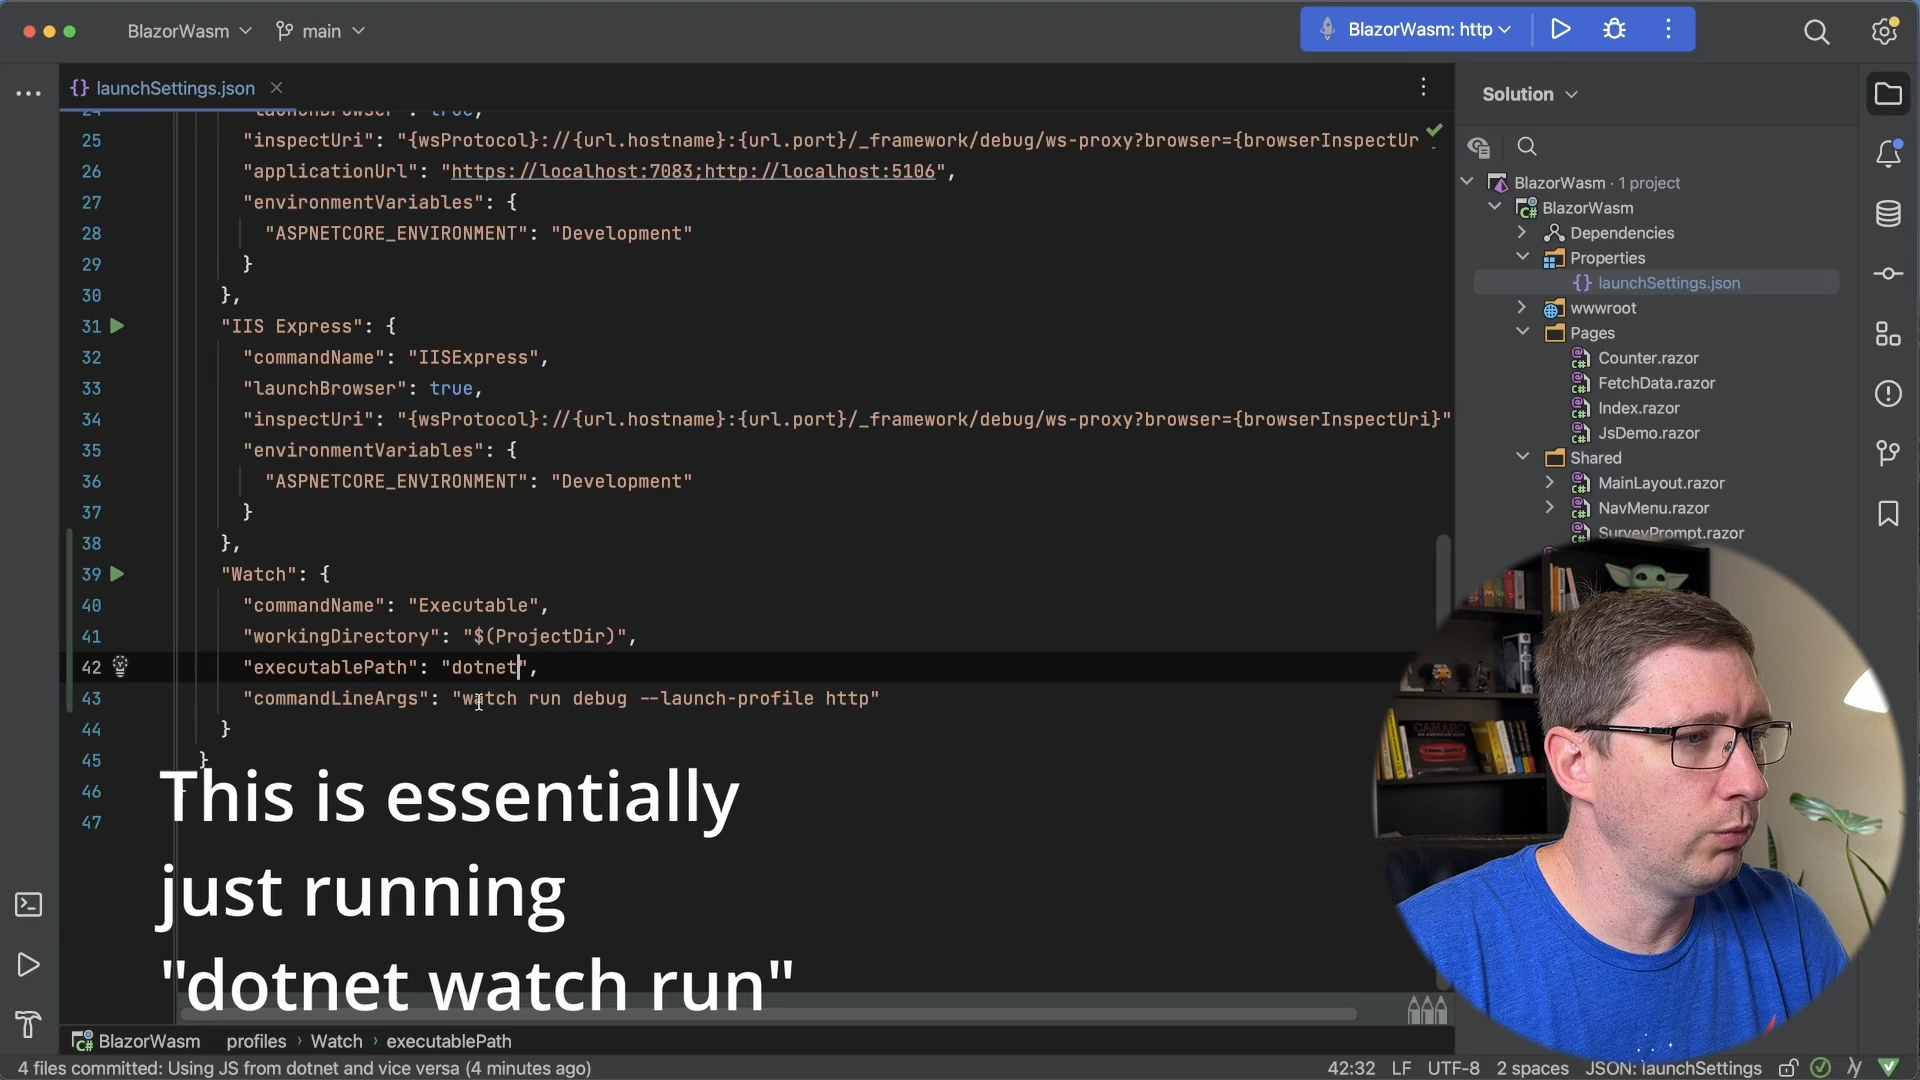 BlazorWasm main BlazorWasm: http
{} launchSettings.json Solution
24 "launchBrowser": true,
25 "inspectUri": "{wsProtocol}://{url.hostname}:{url.port}/_framework/debug/ws-proxy?browser={browserInspectUr
26 "applicationUrl": "https://localhost:7083;http://localhost:5106",
27 "environmentVariables": {
28 "ASPNETCORE_ENVIRONMENT": "Development"
29 }
30 },
31 "IIS Express": {
32 "commandName": "IISExpress",
33 "launchBrowser": true,
34 "inspectUri": "{wsProtocol}://{url.hostname}:{url.port}/_framework/debug/ws-proxy?browser={browserInspectUri}"
35 "environmentVariables": {
36 "ASPNETCORE_ENVIRONMENT": "Development"
37 }
38 },
39 "Watch": {
40 "commandName": "Executable",
41 "workingDirectory": "$(ProjectDir)",
42 "executablePath": "dotnet",
43 "commandLineArgs": "watch run debug --launch-profile http"
44 }
45 }
46
47
This is essentially
just running
"dotnet watch run"
BlazorWasm · 1 project
BlazorWasm
Dependencies
Properties
{} launchSettings.json
wwwroot
Pages
Counter.razor
FetchData.razor
Index.razor
JsDemo.razor
Shared
MainLayout.razor
NavMenu.razor
SurveyPrompt.razor
CAMARO
BlazorWasm profiles › Watch › executablePath
4 files committed: Using JS from dotnet and vice versa (4 minutes ago) 42:32 LF UTF-8 2 spaces JSON: launchSettings